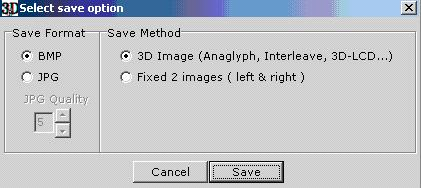 3D Select save option
Save Format
BMP
JPG
JPG Quality
5
Save Method
3D Image (Anaglyph, Interleave, 3D-LCD...)
Fixed 2 images ( left & right )
Cancel
Save